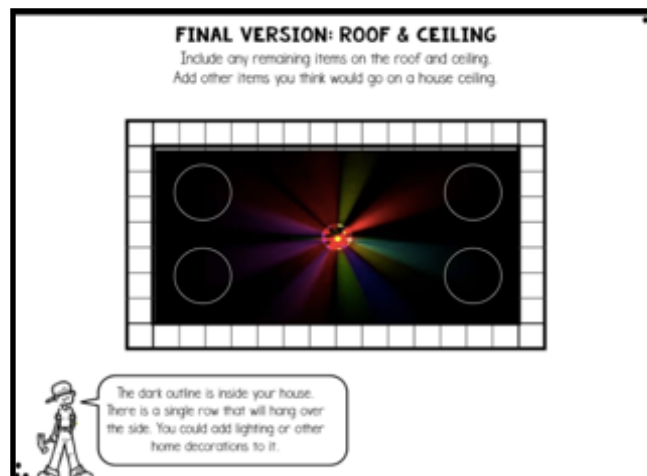 FINAL VERSION: ROOF & CEILING
Include any remaining items on the roof and ceiling.
Add other items you think would go on a house ceiling.
The dark outline is inside your house.
There is a single row that will hang over
the side. You could add lighting or other
home decorations to it.